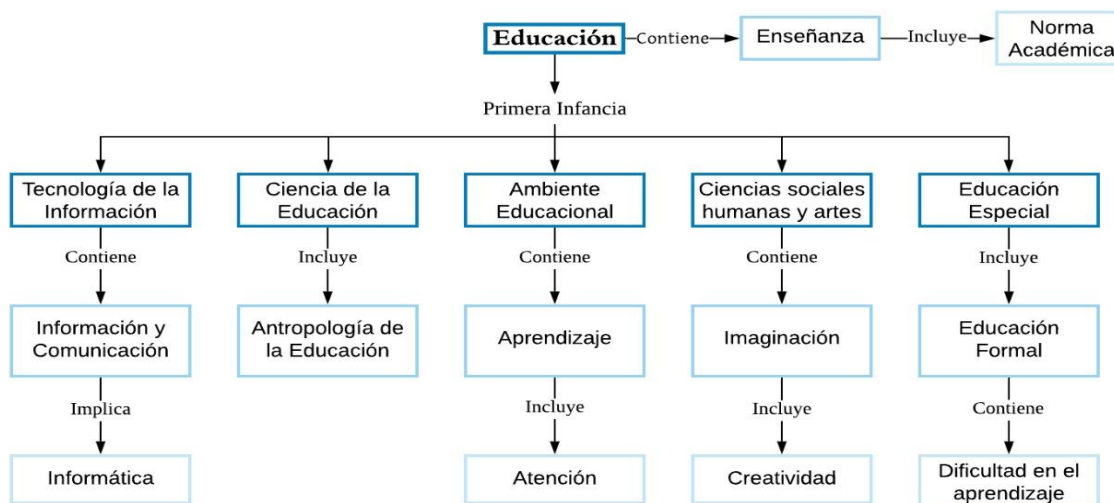 Educación
Contiene
Enseñanza
Incluye
Norma
Académica
Primera Infancia
Tecnología de la
Información
Ciencia de la
Educación
Ambiente
Educacional
Ciencias sociales
humanas y artes
Educación
Especial
Contiene
Incluye
Contiene
Contiene
Incluye
Información y
Comunicación
Antropología de
la Educación
Aprendizaje
Imaginación
Educación
Formal
Implica
Incluye
Incluye
Contiene
Informática
Atención
Creatividad
Dificultad en el
aprendizaje